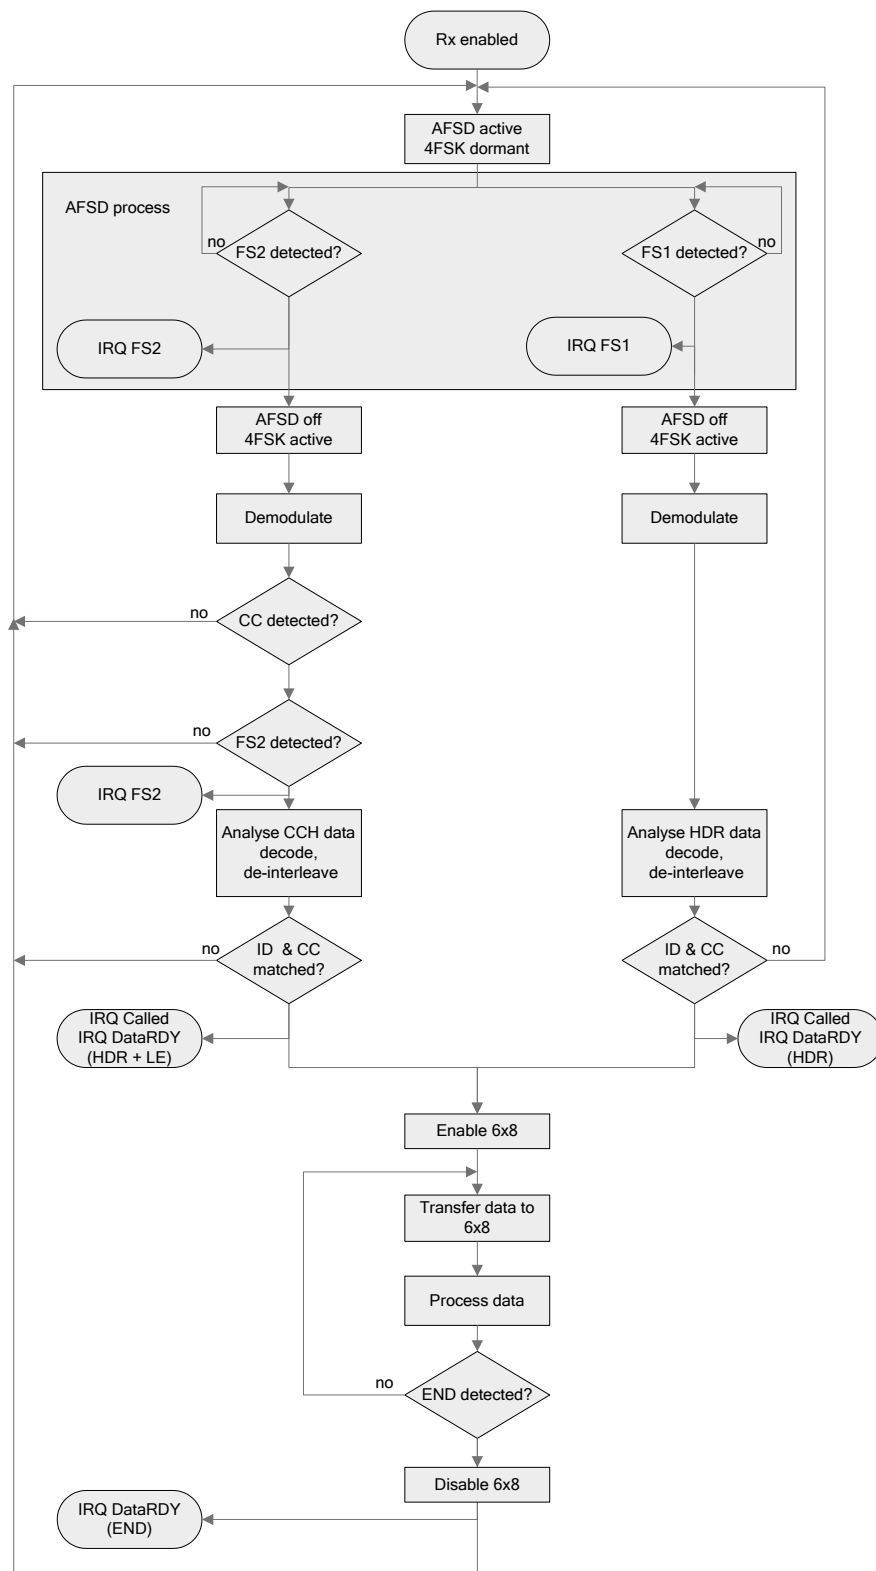 Rx enabled
AFSD active
4FSK dormant
AFSD process
no
FS2 detected?
FS1 detected?
no
IRQ FS2
IRQ FS1
AFSD off
4FSK active
AFSD off
4FSK active
Demodulate
Demodulate
no
CC detected?
no
FS2 detected?
IRQ FS2
Analyse CCH data
decode,
de-interleave
Analyse HDR data
decode,
de-interleave
no
ID & CC
matched?
ID & CC
matched?
no
IRQ Called
IRQ DataRDY
(HDR + LE)
IRQ Called
IRQ DataRDY
(HDR)
Enable 6x8
Transfer data to
6x8
Process data
no
END detected?
Disable 6x8
IRQ DataRDY
(END)